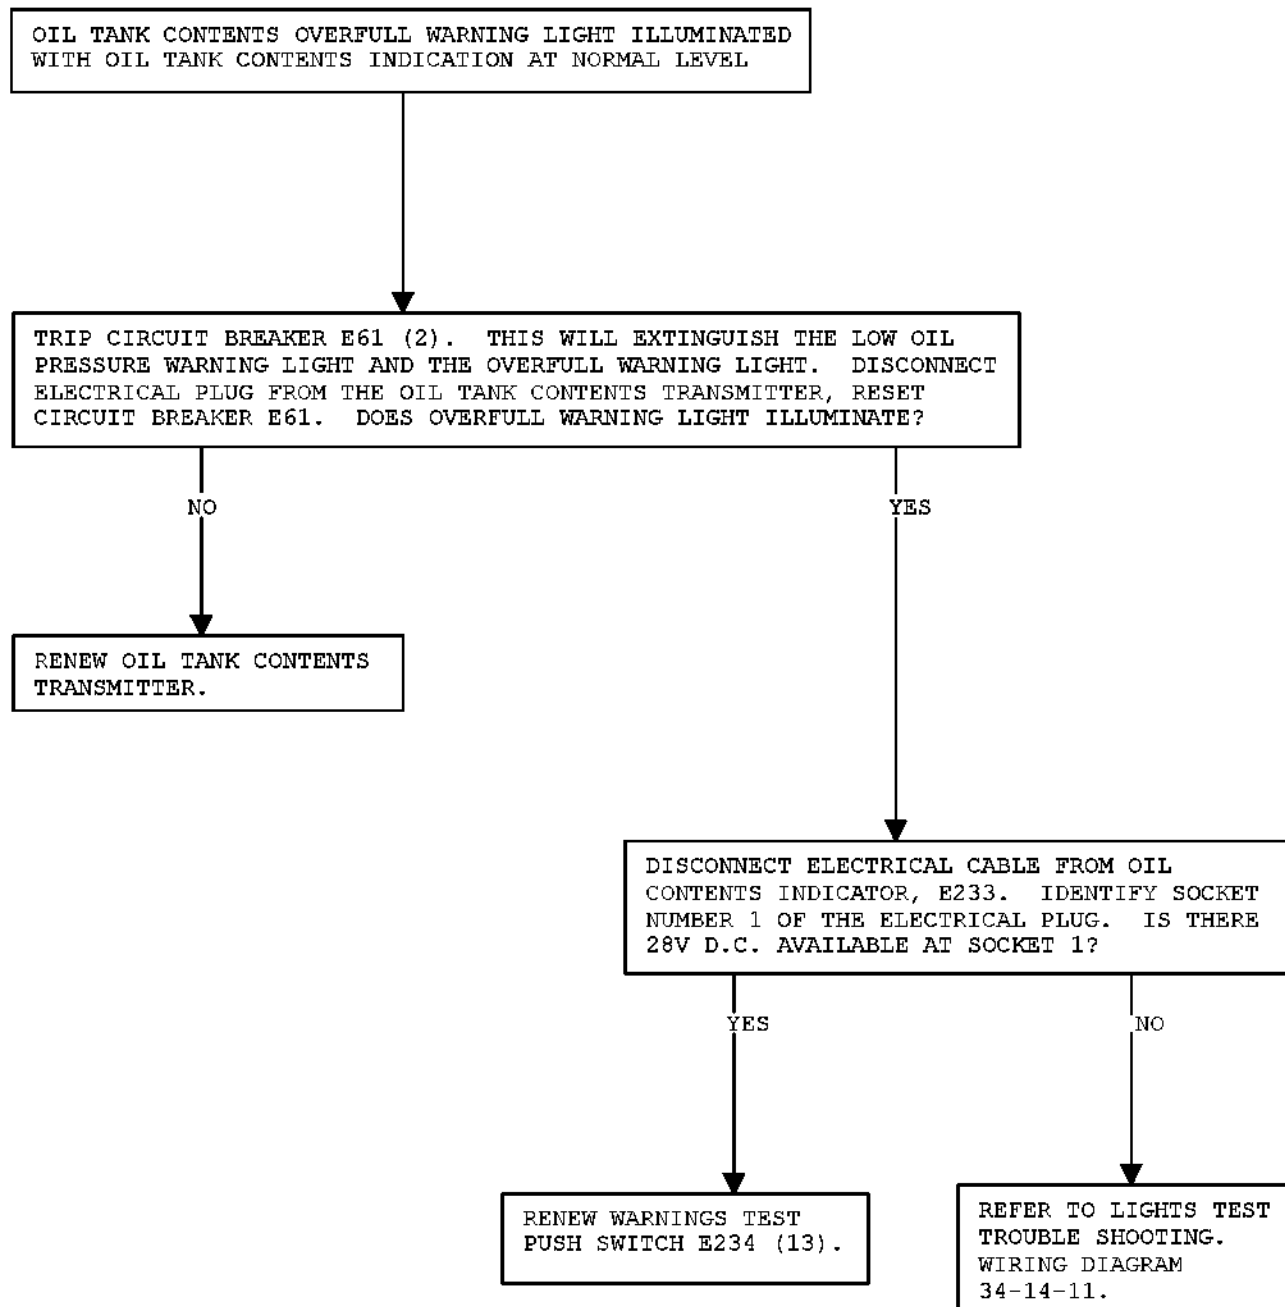 OIL TANK CONTENTS OVERFULL WARNING LIGHT ILLUMINATED
WITH OIL TANK CONTENTS INDICATION AT NORMAL LEVEL
TRIP CIRCUIT BREAKER E61 (2). THIS WILL EXTINGUISH THE LOW OIL
PRESSURE WARNING LIGHT AND THE OVERFULL WARNING LIGHT. DISCONNECT
ELECTRICAL PLUG FROM THE OIL TANK CONTENTS TRANSMITTER, RESET
CIRCUIT BREAKER E61. DOES OVERFULL WARNING LIGHT ILLUMINATE?
NO
YES
RENEW OIL TANK CONTENTS
TRANSMITTER.
DISCONNECT ELECTRICAL CABLE FROM OIL
CONTENTS INDICATOR, E233. IDENTIFY SOCKET
NUMBER 1 OF THE ELECTRICAL PLUG. IS THERE
28V D.C. AVAILABLE AT SOCKET 1?
YES
NO
RENEW WARNINGS TEST
PUSH SWITCH E234 (13).
REFER TO LIGHTS TEST
TROUBLE SHOOTING.
WIRING DIAGRAM
34-14-11.